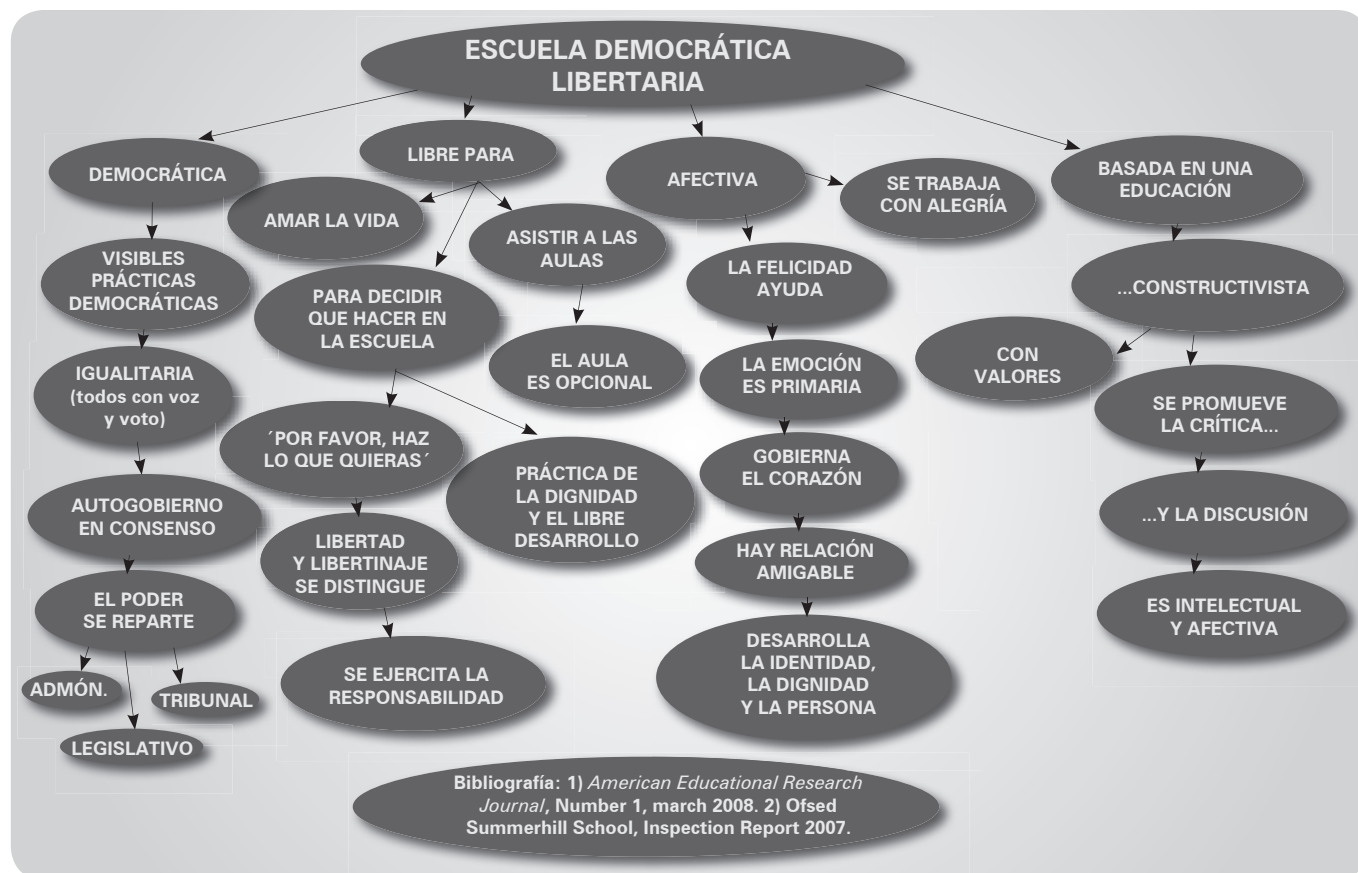 ESCUELA DEMOCRÁTICA
LIBERTARIA
DEMOCRÁTICA
VISIBLES
PRÁCTICAS
DEMOCRÁTICAS
IGUALITARIA
(todos con voz
y voto)
AUTOGOBIERNO
EN CONSENSO
EL PODER
SE REPARTE
ADMÓN.
TRIBUNAL
LEGISLATIVO
LIBRE PARA
AMAR LA VIDA
ASISTIR A LAS
AULAS
EL AULA
ES OPCIONAL
PARA DECIDIR
QUE HACER EN
LA ESCUELA
´POR FAVOR, HAZ
LO QUE QUIERAS´
LIBERTAD
Y LIBERTINAJE
SE DISTINGUE
SE EJERCITA LA
RESPONSABILIDAD
PRÁCTICA DE
LA DIGNIDAD
Y EL LIBRE
DESARROLLO
AFECTIVA
SE TRABAJA
CON ALEGRÍA
LA FELICIDAD
AYUDA
LA EMOCIÓN
ES PRIMARIA
GOBIERNA
EL CORAZÓN
HAY RELACIÓN
AMIGABLE
DESARROLLA
LA IDENTIDAD,
LA DIGNIDAD
Y LA PERSONA
BASADA EN UNA
EDUCACIÓN
...CONSTRUCTIVISTA
CON
VALORES
SE PROMUEVE
LA CRÍTICA...
...Y LA DISCUSIÓN
ES INTELECTUAL
Y AFECTIVA
Bibliografía: 1) American Educational Research
Journal, Number 1, march 2008. 2) Ofsed
Summerhill School, Inspection Report 2007.